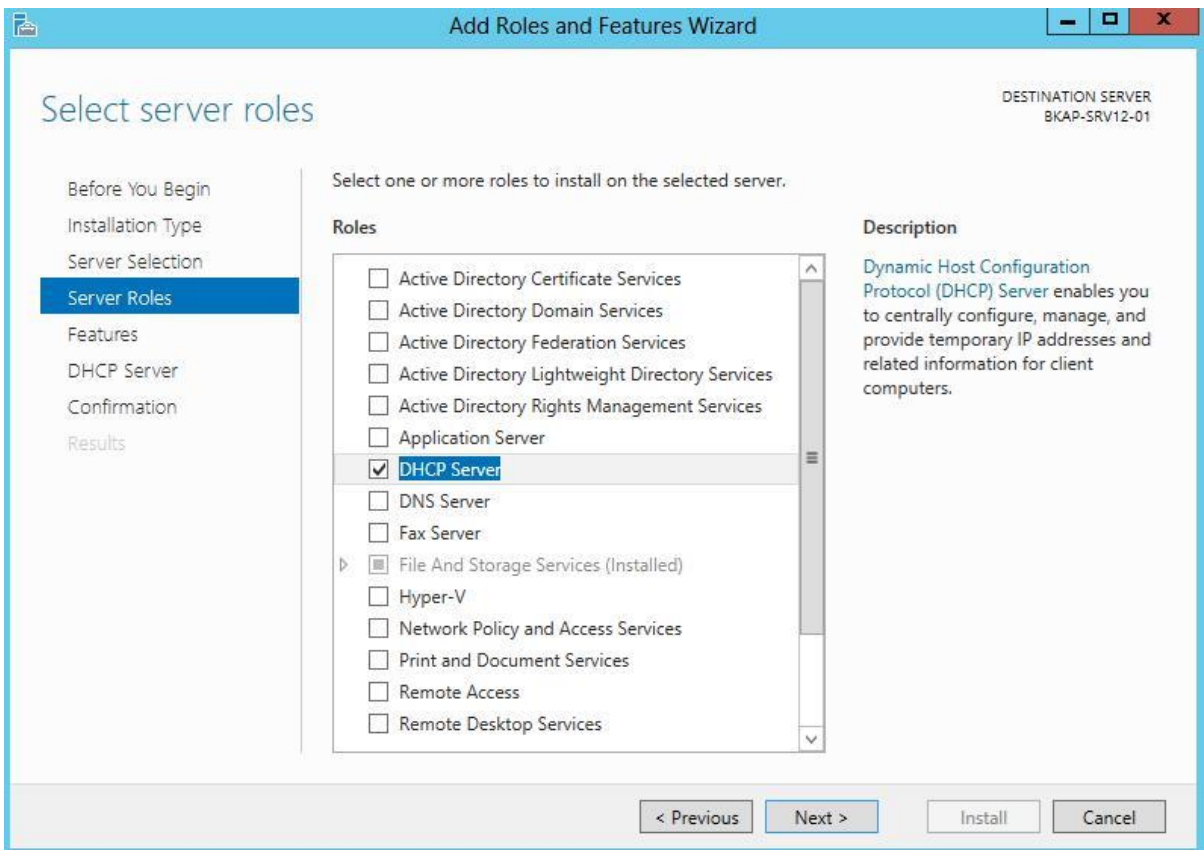 Add Roles and Features Wizard
Select server roles
DESTINATION SERVER
BKAP-SRV12-01
Before You Begin
Installation Type
Server Selection
Server Roles
Features
DHCP Server
Confirmation
Results
Select one or more roles to install on the selected server.
Roles
Active Directory Certificate Services
Active Directory Domain Services
Active Directory Federation Services
Active Directory Lightweight Directory Services
Active Directory Rights Management Services
Application Server
DHCP Server
DNS Server
Fax Server
File And Storage Services (Installed)
Hyper-V
Network Policy and Access Services
Print and Document Services
Remote Access
Remote Desktop Services
Description
Dynamic Host Configuration
Protocol (DHCP) Server enables you
to centrally configure, manage, and
provide temporary IP addresses and
related information for client
computers.
< Previous
Next >
Install
Cancel